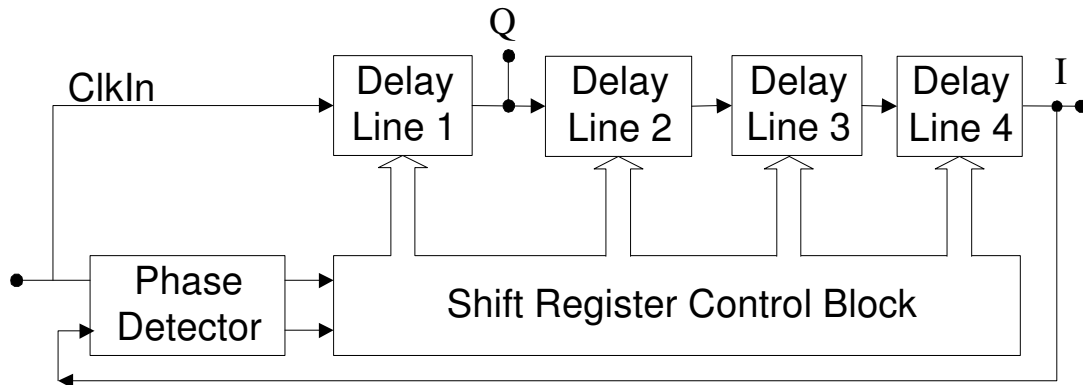 Q
I
ClkIn
Delay
Line 1
Delay
Line 2
Delay
Line 3
Delay
Line 4
Phase
Detector
Shift Register Control Block